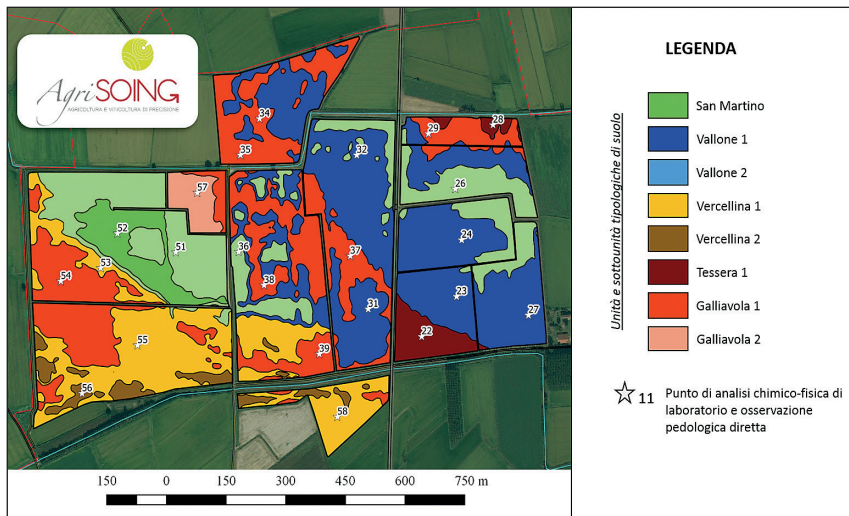 AgriSOING
AGRICOLTURA E VITICOLTURA DI PRECISIONE
34
35
32
29
28
26
57
52
51
53
54
36
38
37
24
31
23
27
22
55
56
39
58
150 0 150 300 450 600 750 m
LEGENDA
Unità e sottounità tipologiche di suolo
San Martino
Vallone 1
Vallone 2
Vercellina 1
Vercellina 2
Tessera 1
Galliavola 1
Galliavola 2
11 Punto di analisi chimico-fisica di
laboratorio e osservazione
pedologica diretta